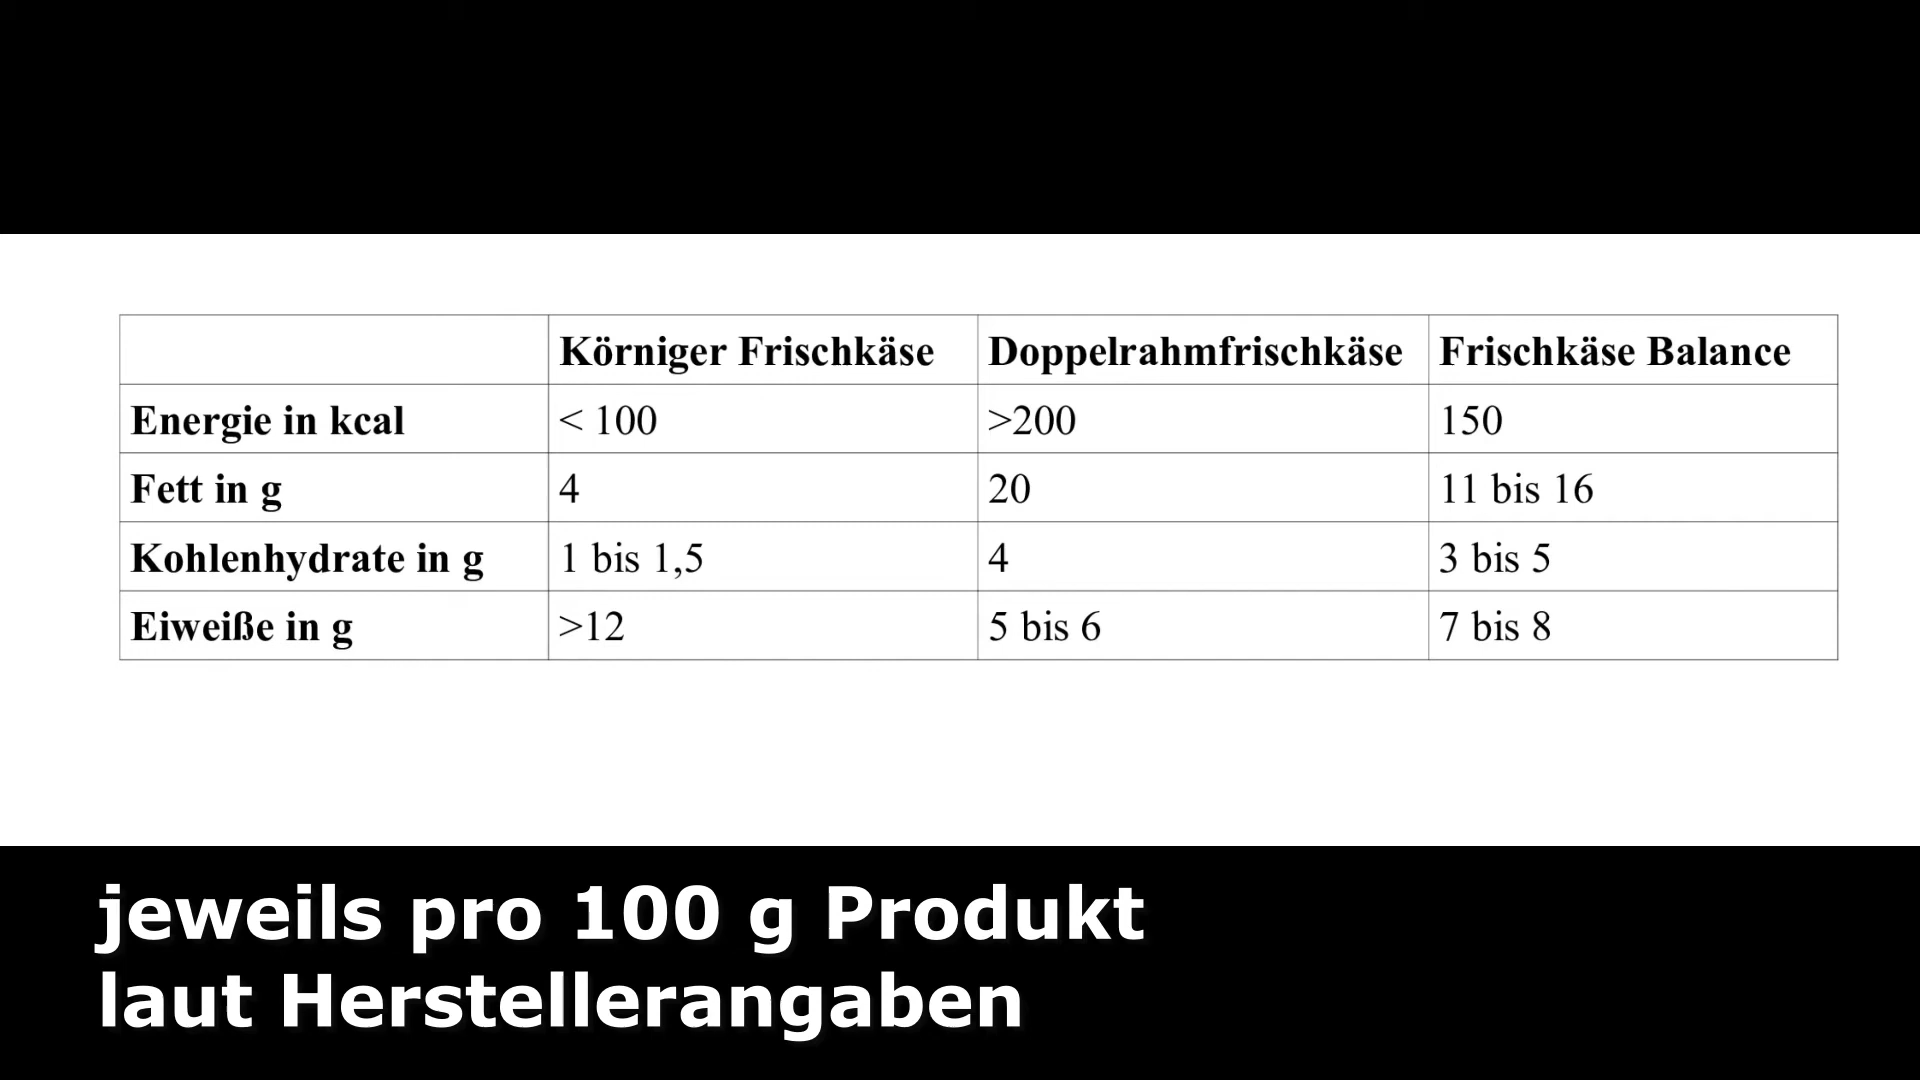 Körniger Frischkäse Doppelrahmfrischkäse Frischkäse Balance
Energie in kcal < 100 >200 150
Fett in g 4 20 11 bis 16
Kohlenhydrate in g 1 bis 1,5 4 3 bis 5
Eiweiße in g >12 5 bis 6 7 bis 8
jeweils pro 100 g Produkt
laut Herstellerangaben